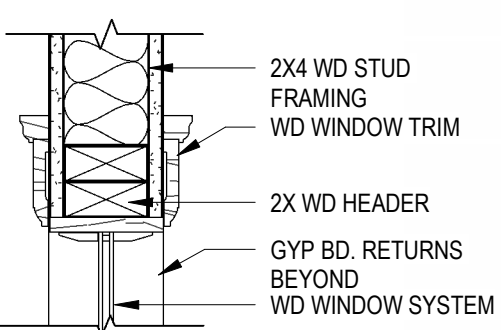 2X4 WD STUD
FRAMING
WD WINDOW TRIM
2X WD HEADER
GYP BD. RETURNS
BEYOND
WD WINDOW SYSTEM